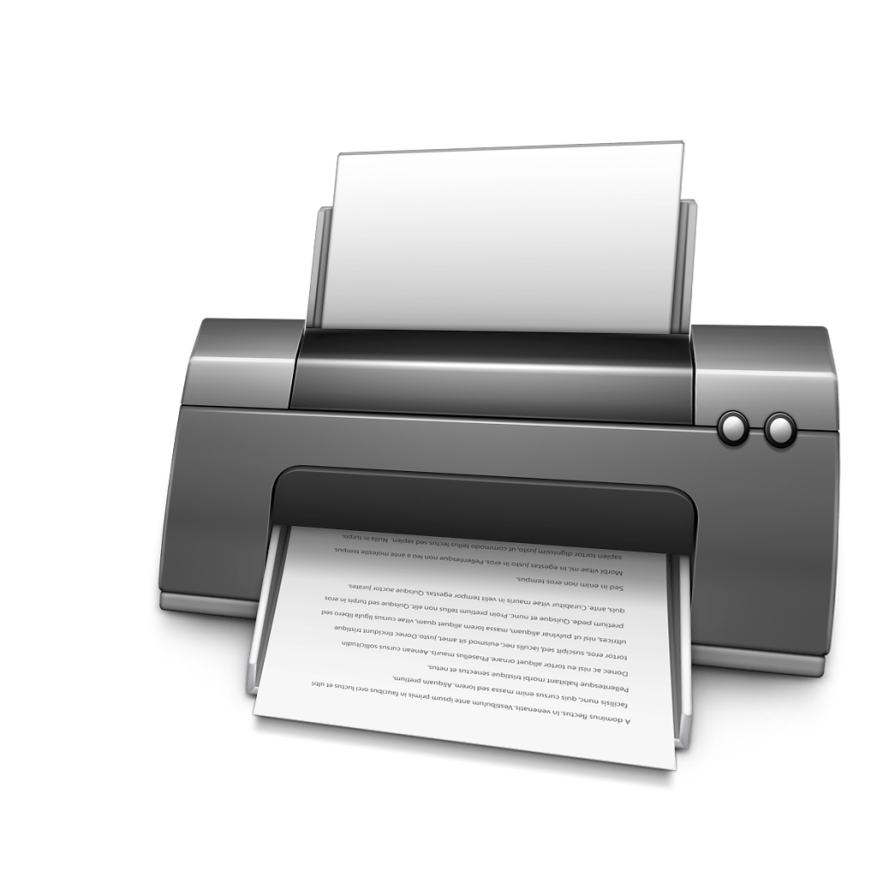 A dominus flectus in, venenatis. Vestibulum ante ipsum primis in faucibus orci luctus et ultri
facilisis nunc, quis cursus enim massa sed lorem. Aliquam pretium.
Pellentesque habitant morbi tristique senectus et netus.
Donec ac nisi eu tortor aliquet ornare. Phasellus mauris. Aenean cursus sollicitudin
tortor eros, suscipit sed, iaculis nec, euismod sit amet, justo. Donec tincidunt tristique
ultrices, nisl ut pulvinar aliquam, massa lorem aliquet quam, vitae cursus ligula libero sed
pretium pede. Quisque et nunc. Proin pretium tellus non elit. Quisque sed turpis in eros
quis, ante. Curabitur vitae mauris in velit tempor egestas. Quisque auctor
Sed enim non eros tempus.
Morbi vitae mi, in egestas justo in eros. Pellentesque non leo a ante molestie tempus.
sapien tortor dignissim justo, ut commodo tellus lectus sed sapien. Nulla in turpis.